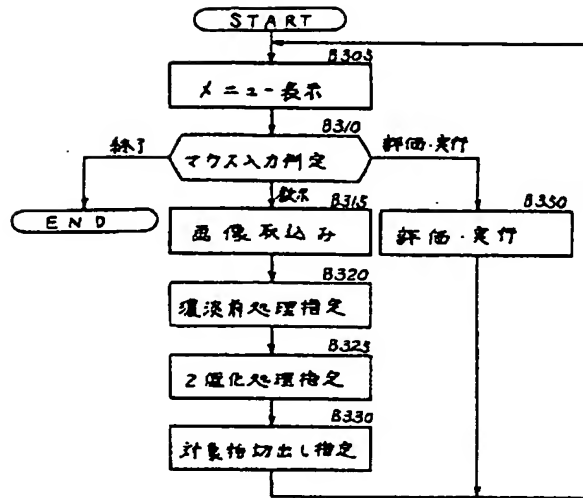 START
B305
メニュー表示
B310
終了
マウス入力判定
評価・実行
教示
B315
B350
END
画像取込み
評価・実行
B320
濃淡前処理指定
B325
2値化処理指定
B330
対象物切出し指定